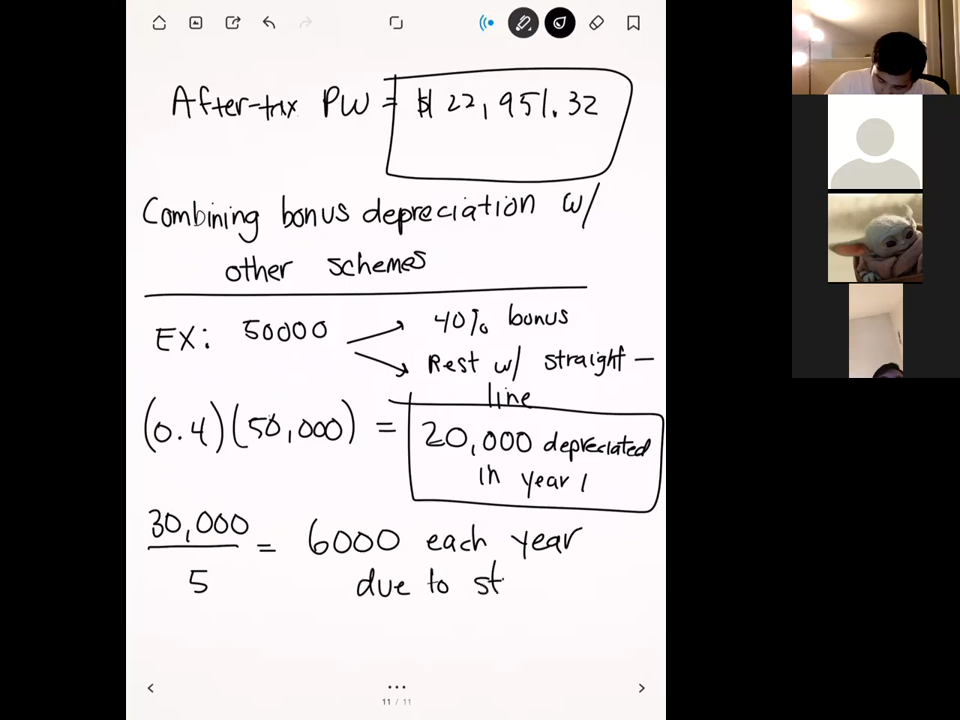 After-tax PW = $ 22,951.32
Combining bonus depreciation w/
other schemes
EX: 50000
40% bonus
Rest w/ straight-
line
(0.4)(50,000) = 20,000 depreciated
in year 1
30,000
5
= 6000 each year
due to st
11 / 11